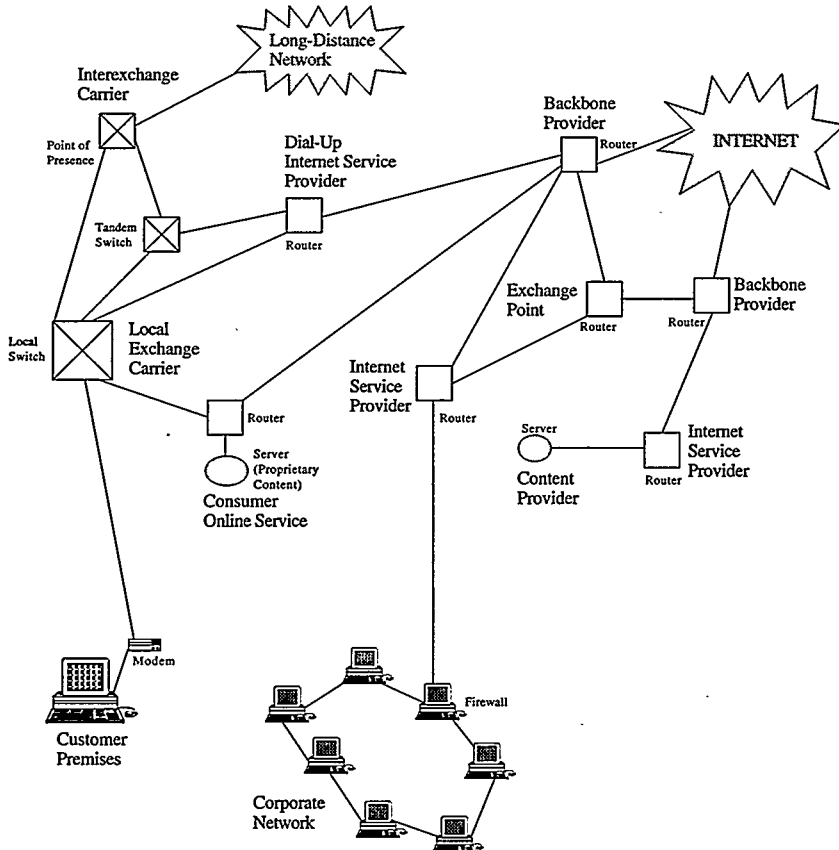 Long-Distance
Network
Interexchange
Carrier
Point of
Presence
Dial-Up
Internet Service
Provider
Router
Tandem
Switch
Backbone
Provider
Router
INTERNET
Exchange
Point
Router
Backbone
Provider
Router
Local
Switch
Local
Exchange
Carrier
Router
Server
(Proprietary
Content)
Consumer
Online Service
Internet
Service
Provider
Router
Server
Content
Provider
Internet
Service
Provider
Router
Modem
Customer
Premises
Firewall
Corporate
Network